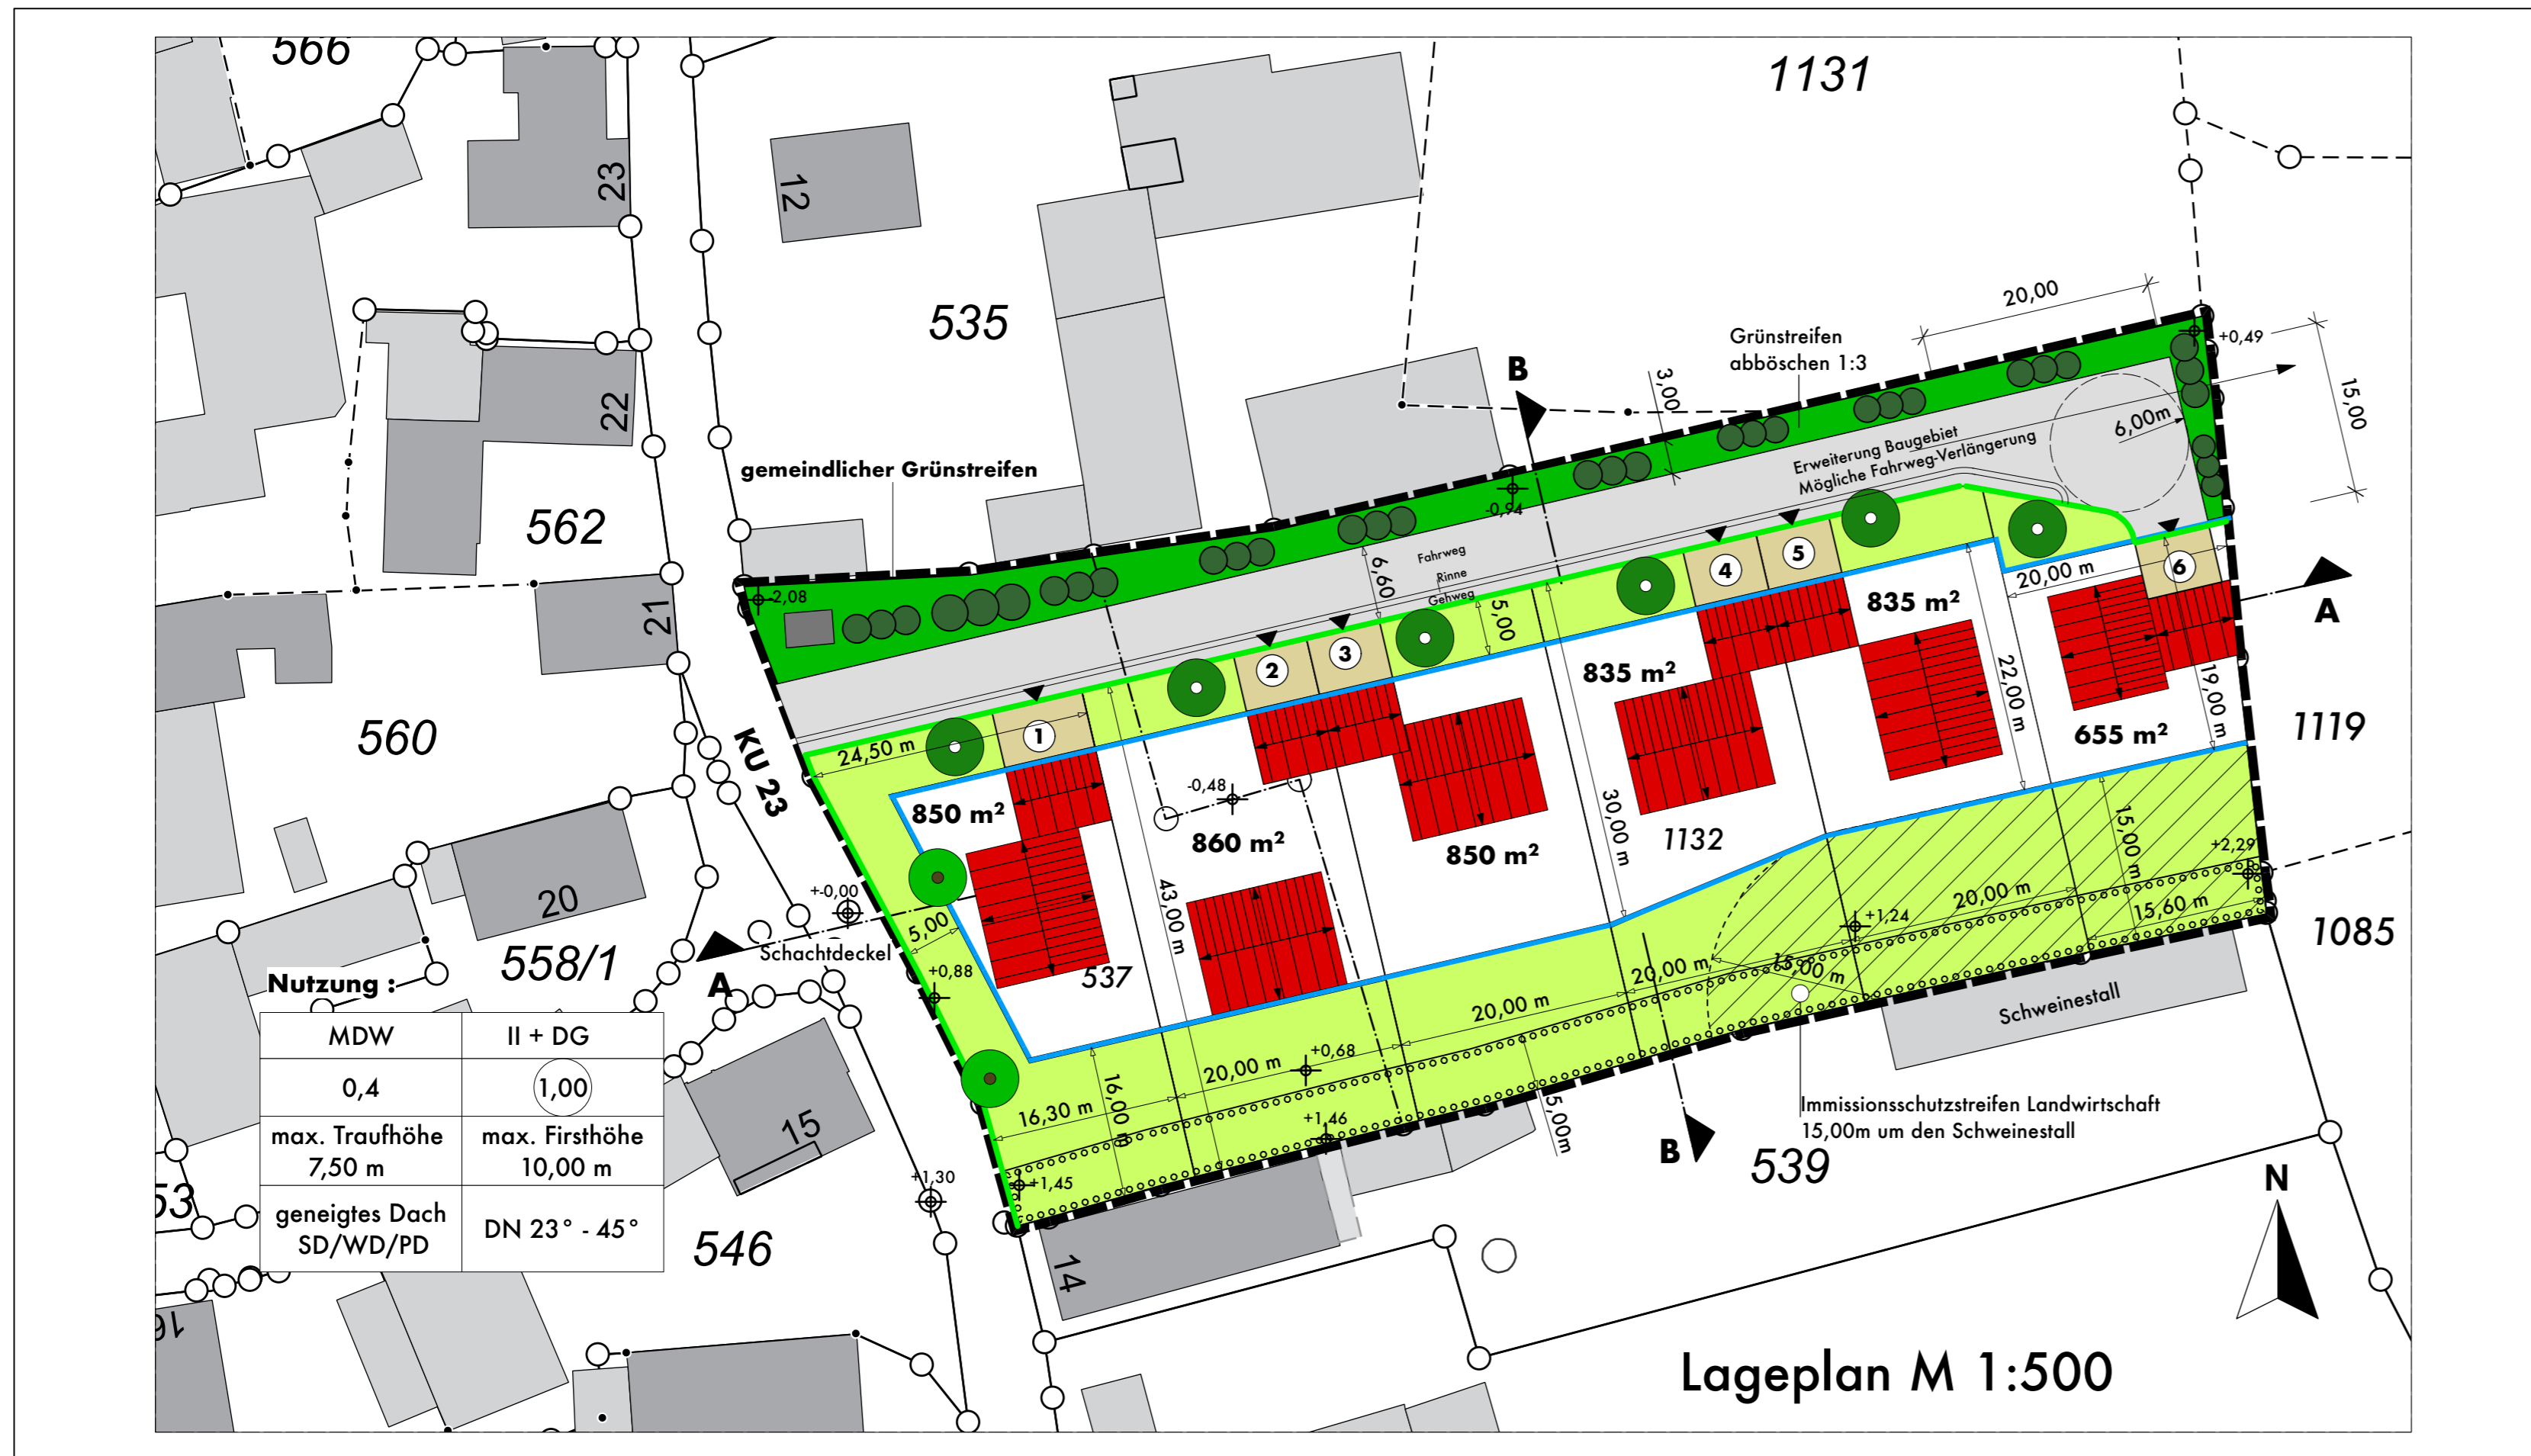 566
1131
23
12
535
20,00
+0,49
Grünstreifen
abböschen 1:3
B
3,00
15,00
22
6,00m
Erweiterung Baugebiet
Mögliche Fahrweg-Verlängerung
gemeindlicher Grünstreifen
-0,94
562
Fahrweg
Rinne
Gehweg
6,60
5,00
4
5
6
20,00 m
-2,08
21
835 m²
A
2
3
835 m²
22,00 m
19,00 m
1
24,50 m
655 m²
1119
560
KU 23
-0,48
850 m²
860 m²
850 m²
30,00 m
1132
15,00 m
+2,29
20
+-0,00
43,00 m
20,00 m
15,60 m
+1,24
1085
5,00
Schachtdeckel
558/1
Nutzung :
A
+0,88
537
20,00 m
15,00 m
20,00 m
Schweinestall
MDW
II + DG
0,4
1,00
max. Traufhöhe
7,50 m
max. Firsthöhe
10,00 m
geneigtes Dach
SD/WD/PD
DN 23° - 45°
+0,68
20,00 m
16,30 m
16,00 m
+1,46
5,00m
Immissionsschutzstreifen Landwirtschaft
15,00m um den Schweinestall
15
B
539
+1,30
+1,45
N
53
546
14
16
Lageplan M 1:500